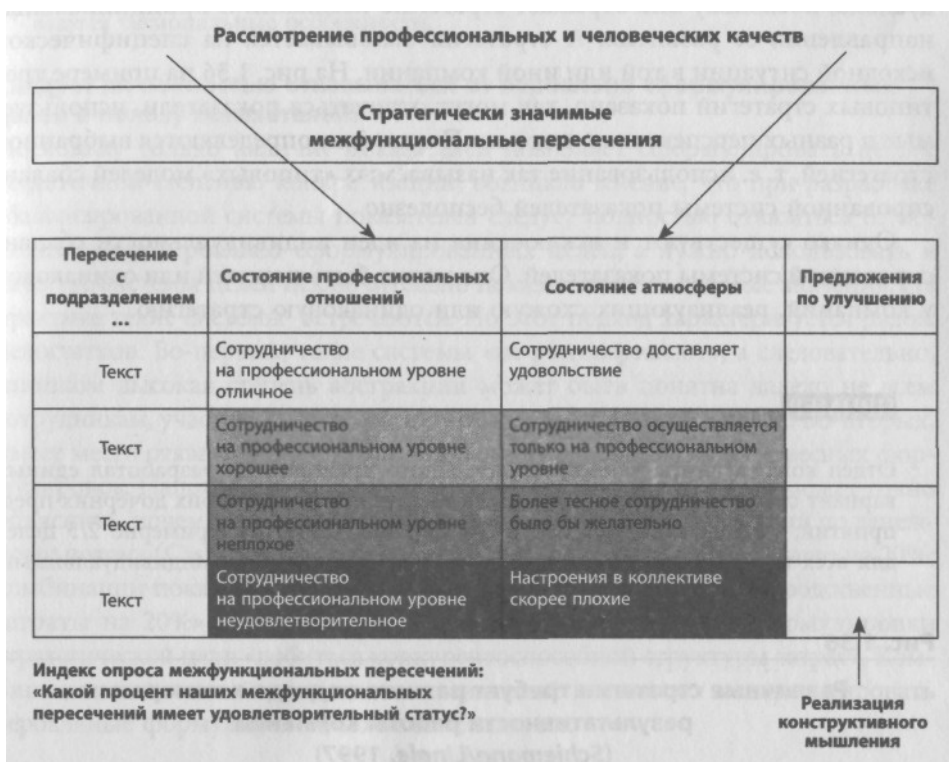 Рассмотрение профессиональных и человеческих качеств
Стратегически значимые
межфункциональные пересечения
Пересечение
с
подразделением
...
Состояние профессиональных
отношений
Состояние атмосферы
Предложения
по улучшению
Текст
Сотрудничество
на профессиональном уровне
отличное
Сотрудничество доставляет
удовольствие
Текст
Сотрудничество
на профессиональном уровне
хорошее
Сотрудничество осуществляется
только на профессиональном
уровне
Текст
Сотрудничество
на профессиональном уровне
неплохое
Более тесное сотрудничество
было бы желательно
Текст
Сотрудничество
на профессиональном уровне
неудовлетворительное
Настроения в коллективе
скорее плохие
Индекс опроса межфункциональных пересечений:
«Какой процент наших межфункциональных
пересечений имеет удовлетворительный статус?»
Реализация
конструктивного
мышления